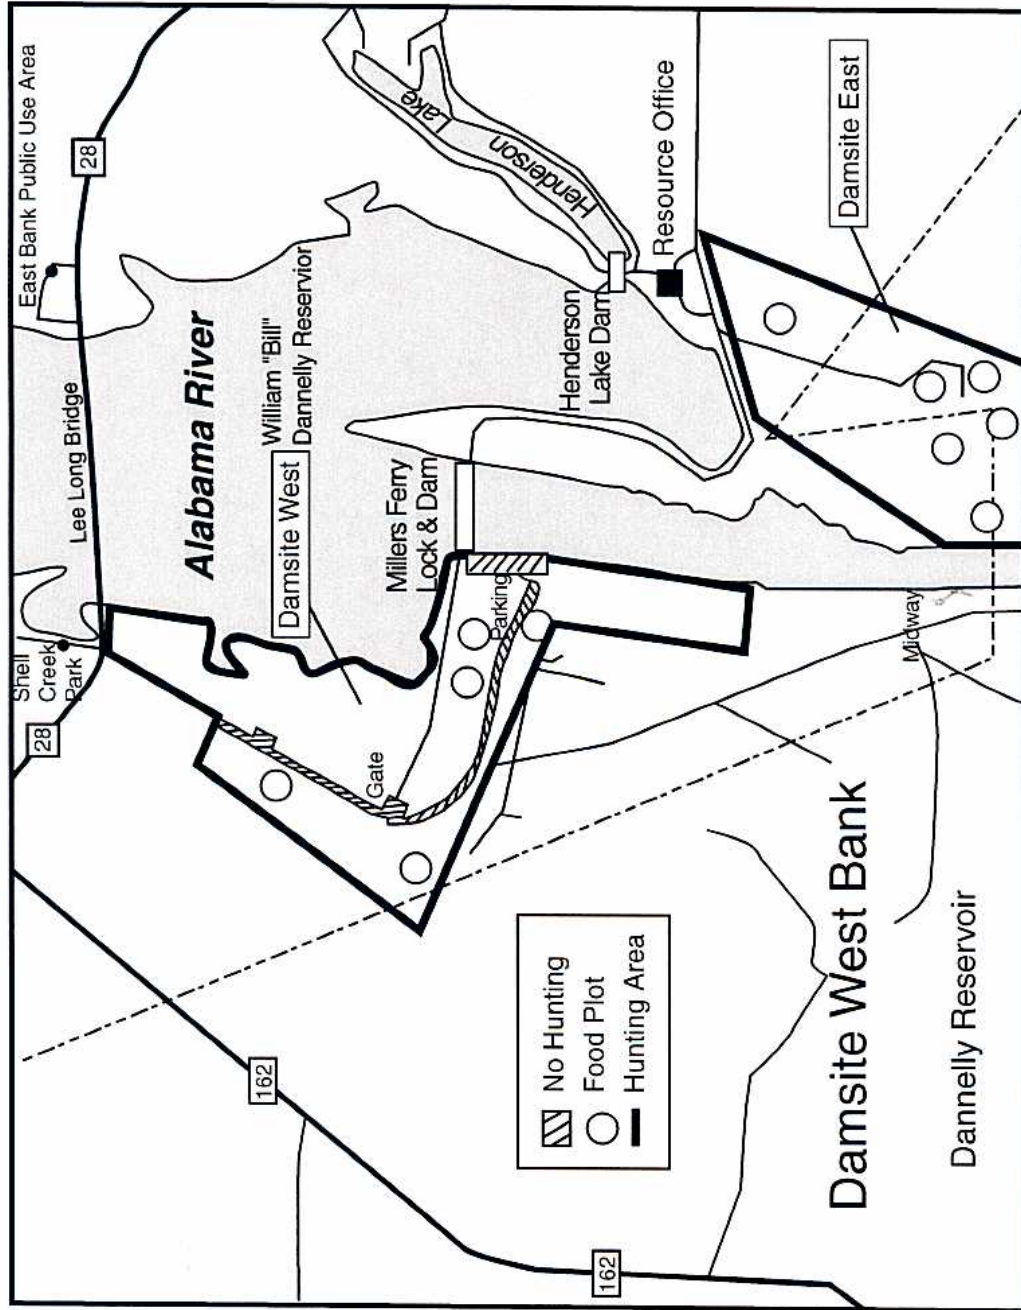 Shell
Creek
Park
East Bank Public Use Area
28
Lee Long Bridge
28
Alabama River
William "Bill"
Dannelly Reservior
162
Damsite West
Gate
Millers Ferry
Lock & Dam
Parking
Henderson
Lake
Henderson
Lake Dam
Resource Office
No Hunting
Food Plot
Hunting Area
162
Damsite East
Damsite West Bank
Midway
Dannelly Reservoir